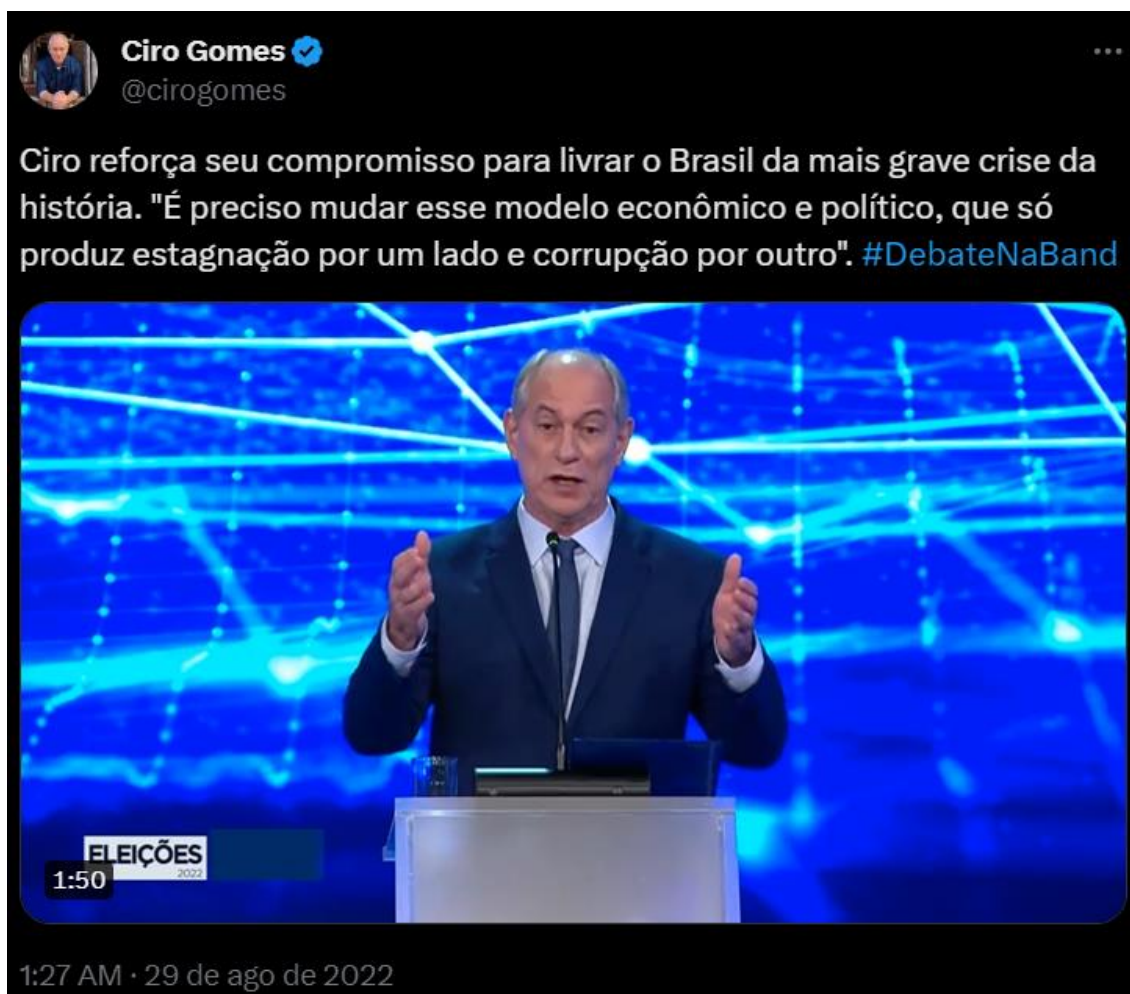 Ciro Gomes
@cirogomes
Ciro reforça seu compromisso para livrar o Brasil da mais grave crise da
história. "É preciso mudar esse modelo econômico e político, que só
produz estagnação por um lado e corrupção por outro". #DebateNaBand
ELEIÇÕES
2022
1:50
1:27 AM · 29 de ago de 2022